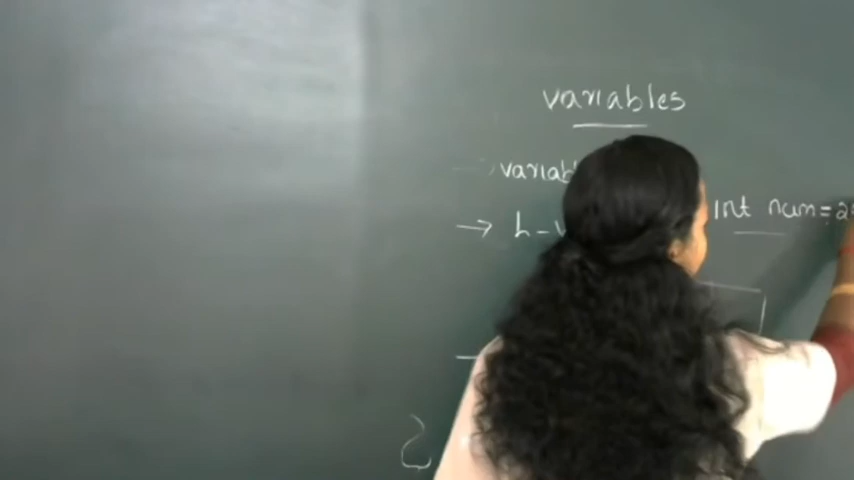 variables
variab
int num=2
→ L-v